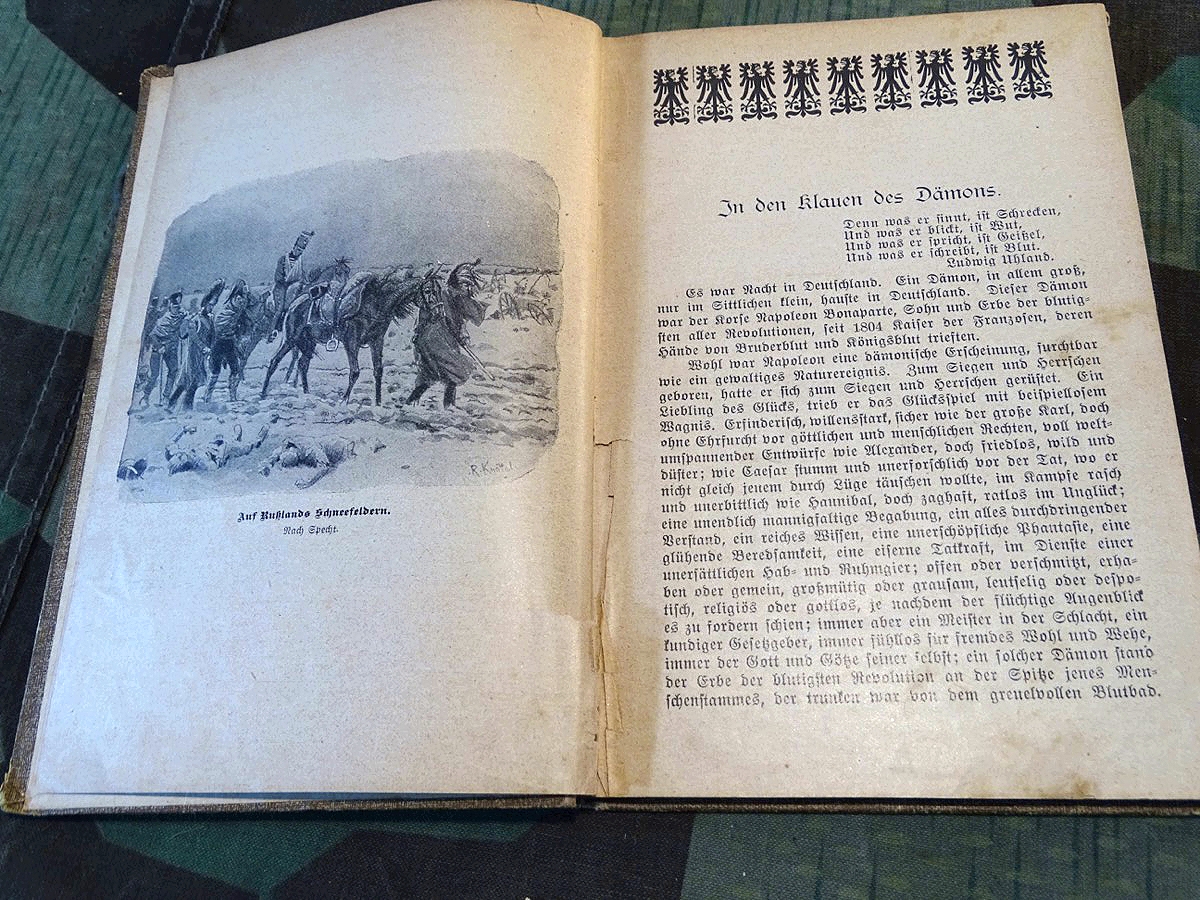 R. Knötel
Auf Rußlands Schneefeldern.
Nach Specht.
In den Klauen des Dämons.
Denn was er sinnt, ist Schrecken,
Und was er blickt, ist Wut,
Und was er spricht, ist Geißel,
Und was er schreibt, ist Blut.
Ludwig Uhland.
Es war Nacht in Deutschland. Ein Dämon, in allem groß,
nur im Sittlichen klein, hauste in Deutschland. Dieser Dämon
war der Korse Napoleon Bonaparte, Sohn und Erbe der blutig-
sten aller Revolutionen, seit 1804 Kaiser der Franzosen, deren
Hände von Bruderblut und Königsblut trieften.
Wohl war Napoleon eine dämonische Erscheinung, furchtbar
wie ein gewaltiges Naturereignis. Zum Siegen und Herrschen
geboren, hatte er sich zum Siegen und Herrschen gerüstet. Ein
Liebling des Glücks, trieb er das Glücksspiel mit beispiellosem
Wagnis. Erfinderisch, willensstark, sicher wie der große Karl, doch
ohne Ehrfurcht vor göttlichen und menschlichen Rechten, voll welt-
umspannender Entwürfe wie Alexander, doch friedlos, wild und
düster; wie Caesar stumm und unerforschlich vor der Tat, wo er
nicht gleich jenem durch Lüge täuschen wollte, im Kampfe rasch
und unerbittlich wie Hannibal, doch zaghaft, ratlos im Unglück;
eine unendlich mannigfaltige Begabung, ein alles durchdringender
Verstand, ein reiches Wissen, eine unerschöpfliche Phantasie, eine
glühende Beredsamkeit, eine eiserne Tatkraft, im Dienste einer
unersättlichen Hab- und Ruhmgier; offen oder verschmitzt, erha-
ben oder gemein, großmütig oder grausam, leutselig oder despo-
tisch, religiös oder gottlos, je nachdem der flüchtige Augenblick
es zu fordern schien; immer aber ein Meister in der Schlacht, ein
kundiger Gesetzgeber, immer fühllos für fremdes Wohl und Wehe,
immer der Gott und Götze seiner selbst; ein solcher Dämon stand
der Erbe der blutigsten Revolution an der Spitze jenes Men-
schenstammes, der trunken war von dem greuelvollen Blutbad.